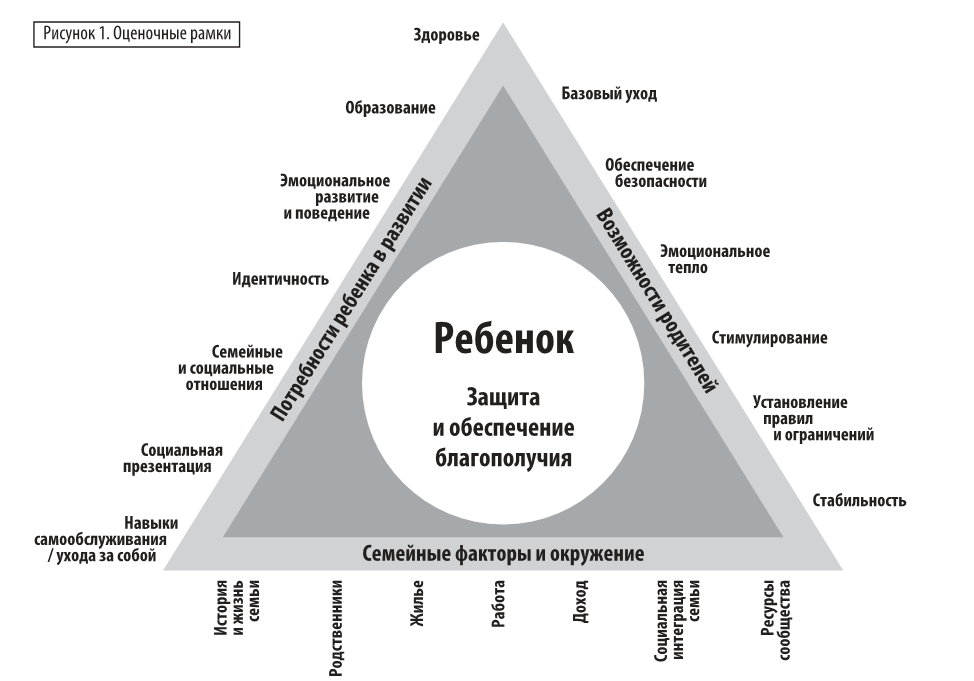 Рисунок 1. Оценочные рамки
Здоровье
Образование
Эмоциональное
развитие
и поведение
Идентичность
Семейные
и социальные
отношения
Социальная
презентация
Навыки
самообслуживания
/ ухода за собой
Потребности ребенка в развитии
Базовый уход
Обеспечение
безопасности
Эмоциональное
тепло
Стимулирование
Установление
правил
и ограничений
Стабильность
Возможности родителей
Ребенок
Защита
и обеспечение
благополучия
Семейные факторы и окружение
История
и жизнь
семьи
Родственники
Жилье
Работа
Доход
Социальная
интеграция
семьи
Ресурсы
сообщества